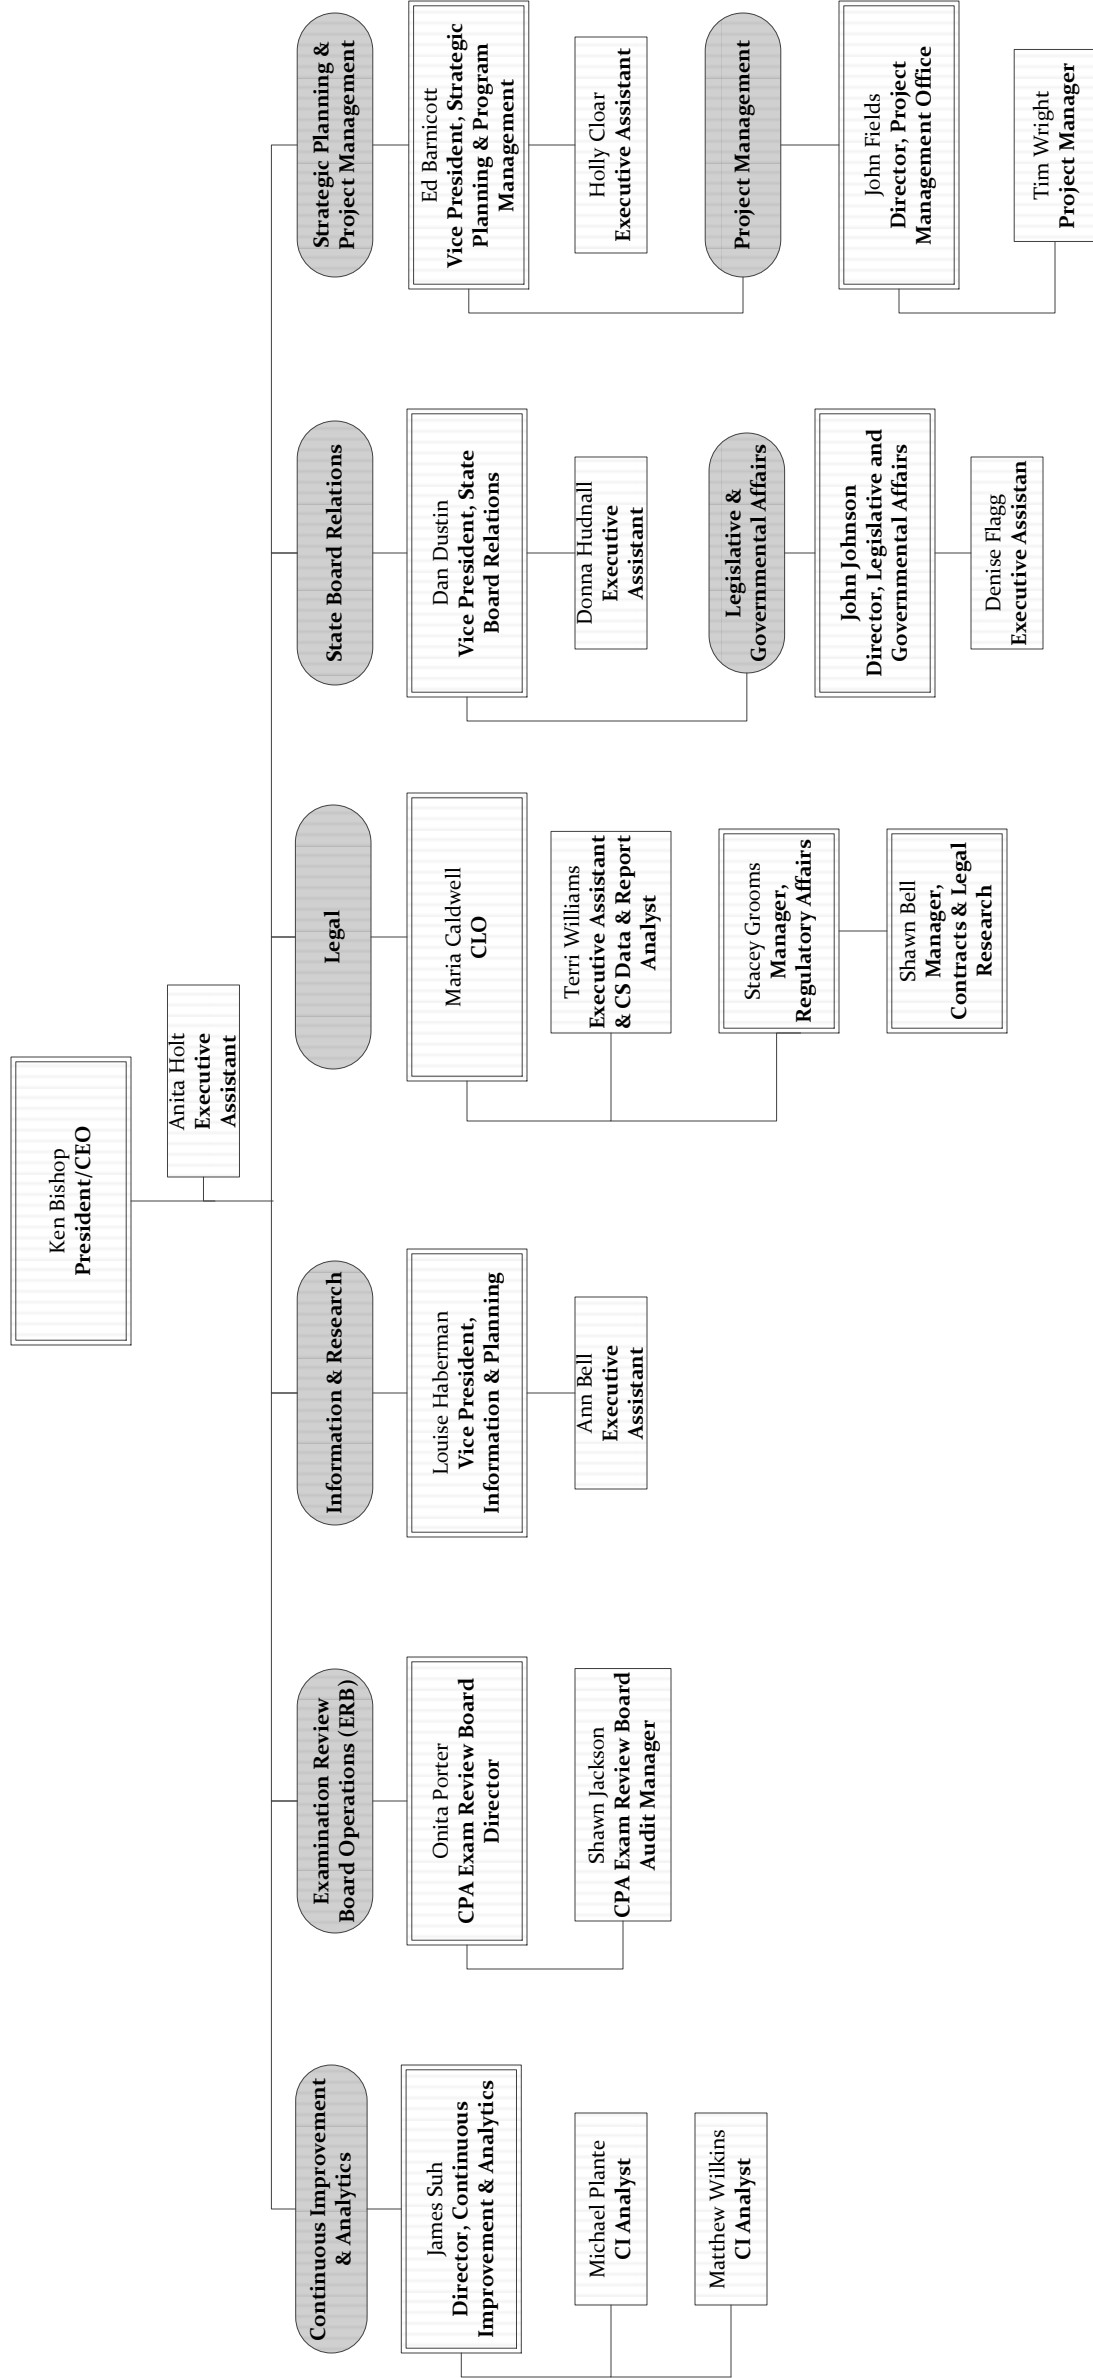 Ken Bishop
President/CEO
Anita Holt
Executive
Assistant
Continuous Improvement
& Analytics
James Suh
Director, Continuous
Improvement & Analytics
Michael Plante
CI Analyst
Matthew Wilkins
CI Analyst
Examination Review
Board Operations (ERB)
Onita Porter
CPA Exam Review Board
Director
Shawn Jackson
CPA Exam Review Board
Audit Manager
Information & Research
Louise Haberman
Vice President,
Information & Planning
Ann Bell
Executive
Assistant
Legal
Maria Caldwell
CLO
Terri Williams
Executive Assistant
& CS Data & Report
Analyst
Stacey Grooms
Manager,
Regulatory Affairs
Shawn Bell
Manager,
Contracts & Legal
Research
State Board Relations
Dan Dustin
Vice President, State
Board Relations
Donna Hudnall
Executive
Assistant
Legislative &
Governmental Affairs
John Johnson
Director, Legislative and
Governmental Affairs
Denise Flagg
Executive Assistan
Strategic Planning &
Project Management
Ed Barnicott
Vice President, Strategic
Planning & Program
Management
Holly Cloar
Executive Assistant
Project Management
John Fields
Director, Project
Management Office
Tim Wright
Project Manager